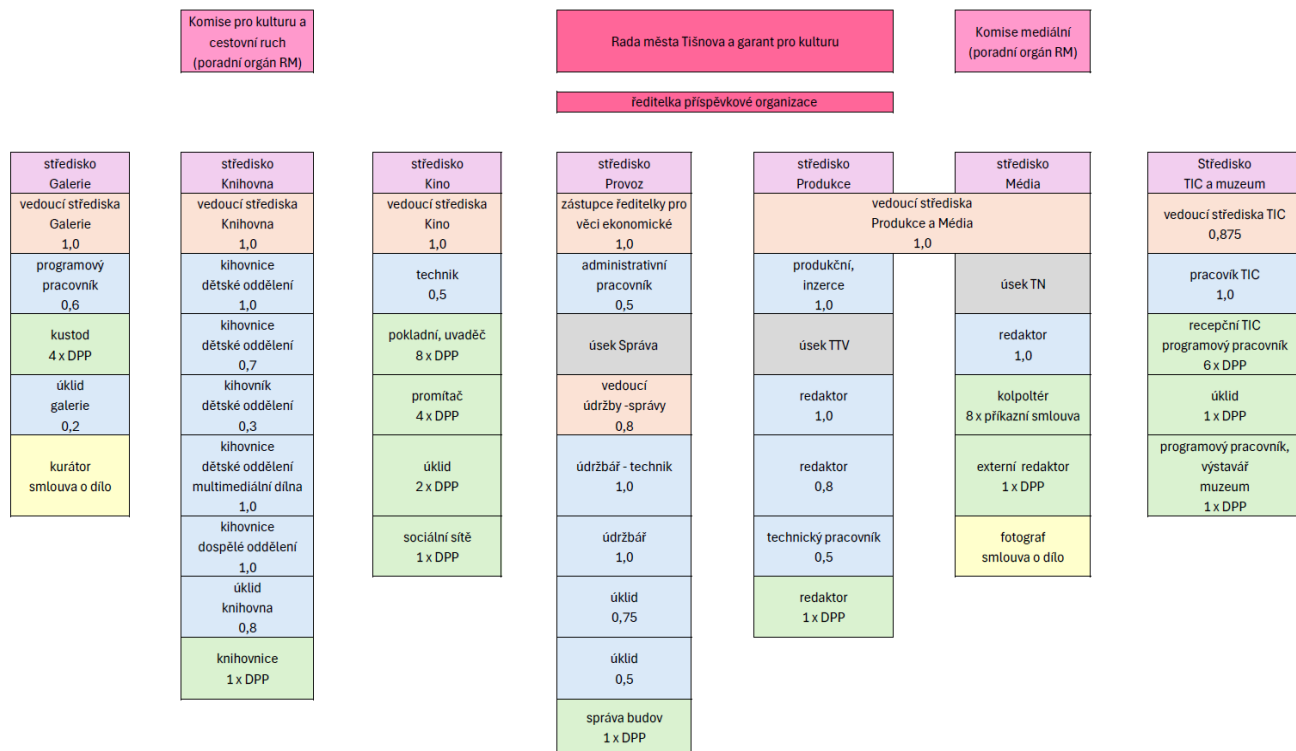 Komise pro kulturu a
cestovní ruch
(poradní orgán RM)
Rada města Tišnova a garant pro kulturu
Komise mediální
(poradní orgán RM)
ředitelka příspěvkové organizace
středisko
Galerie
vedoucí střediska
Galerie
1,0
programový
pracovník
0,6
kustod
4 x DPP
úklid
galerie
0,2
kurátor
smlouva o dílo
středisko
Knihovna
vedoucí střediska
Knihovna
1,0
kihovnice
dětské oddělení
1,0
kihovnice
dětské oddělení
0,7
kihovník
dětské oddělení
0,3
kihovnice
dětské oddělení
multimediální dílna
1,0
kihovnice
dospělé oddělení
1,0
úklid
knihovna
0,8
knihovnice
1 x DPP
středisko
Kino
vedoucí střediska
Kino
1,0
technik
0,5
pokladní, uvaděč
8 x DPP
promítač
4 x DPP
úklid
2 x DPP
sociální sítě
1 x DPP
středisko
Provoz
zástupce ředitelky pro
věci ekonomické
1,0
administrativní
pracovník
0,5
úsek Správa
vedoucí
údržby -správy
0,8
údržbář - technik
1,0
údržbář
1,0
úklid
0,75
úklid
0,5
správa budov
1 x DPP
středisko
Produkce
středisko
Média
vedoucí střediska
Produkce a Média
1,0
produkční,
inzerce
1,0
úsek TTV
redaktor
1,0
redaktor
0,8
technický pracovník
0,5
redaktor
1 x DPP
úsek TN
redaktor
1,0
kolpoltér
8 x příkazní smlouva
externí redaktor
1 x DPP
fotograf
smlouva o dílo
Středisko
TIC a muzeum
vedoucí střediska TIC
0,875
pracovík TIC
1,0
recepční TIC
programový pracovník
6 x DPP
úklid
1 x DPP
programový pracovník,
výstavář
muzeum
1 x DPP